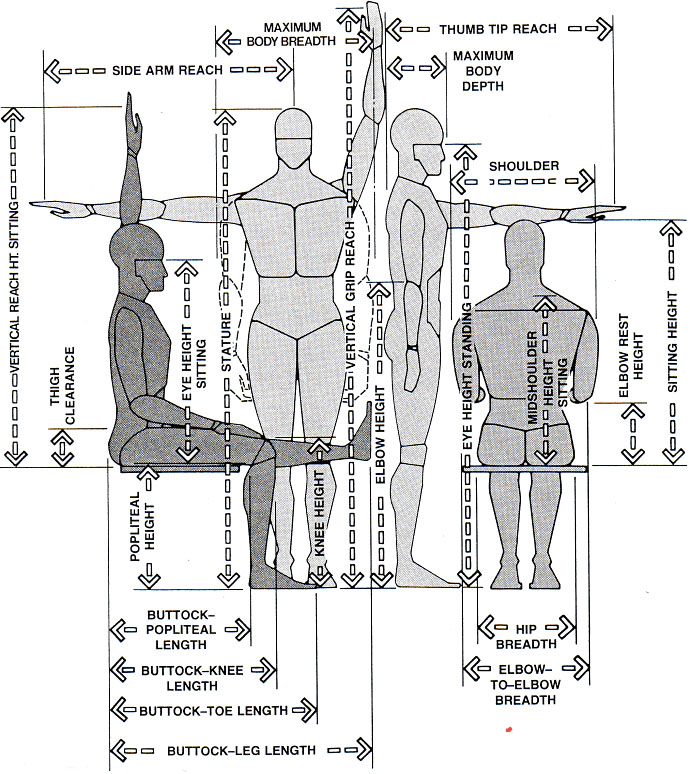 MAXIMUM
BODY BREADTH
THUMB TIP REACH
SIDE ARM REACH
MAXIMUM
BODY
DEPTH
SHOULDER
VERTICAL REACH HT. SITTING
THIGH
CLEARANCE
EYE HEIGHT
SITTING
STATURE
VERTICAL GRIP REACH
EYE HEIGHT STANDING
MIDSHOULDER
HEIGHT
SITTING
ELBOW REST
HEIGHT
SITTING HEIGHT
POPLITEAL
HEIGHT
KNEE HEIGHT
ELBOW HEIGHT
BUTTOCK–
POPLITEAL
LENGTH
BUTTOCK–KNEE
LENGTH
BUTTOCK–TOE LENGTH
BUTTOCK–LEG LENGTH
HIP
BREADTH
ELBOW–
TO–ELBOW
BREADTH